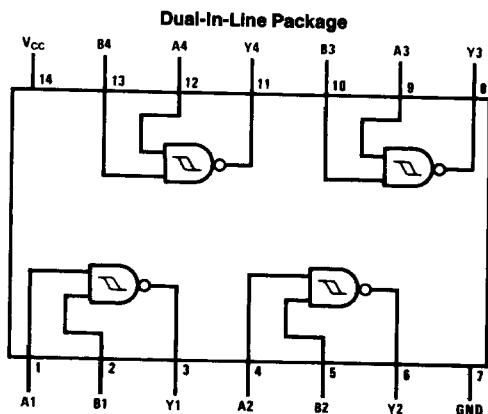 Dual-In-Line Package
VCC B4 A4 Y4 B3 A3 Y3
14 13 12 11 10 9 8
1 2 3 4 5 6 7
A1 B1 Y1 A2 B2 Y2 GND